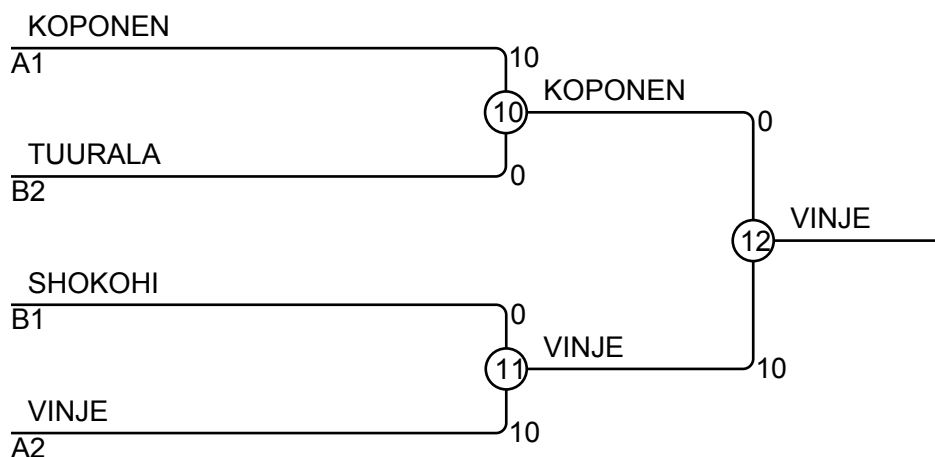 KOPONEN
A1
10
10
KOPONEN
0
TUURALA
B2
0
12
VINJE
SHOKOHI
B1
0
11
VINJE
10
VINJE
A2
10